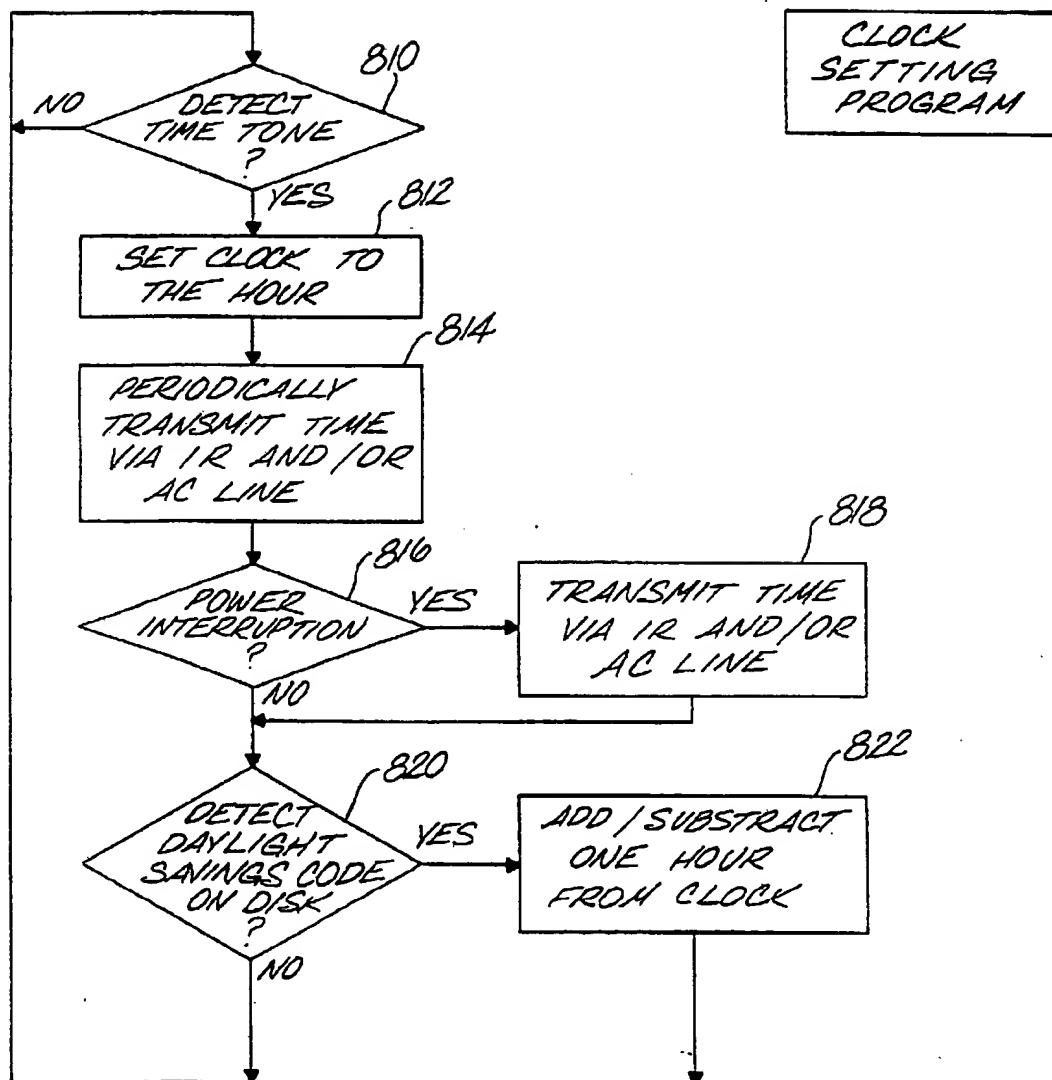 CLOCK
SETTING
PROGRAM
810
NO
DETECT
TIME TONE
?
YES
812
SET CLOCK TO
THE HOUR
814
PERIODICALLY
TRANSMIT TIME
VIA IR AND/OR
AC LINE
816
POWER
INTERRUPTION
?
YES
NO
818
TRANSMIT TIME
VIA IR AND/OR
AC LINE
820
DETECT
DAYLIGHT
SAVINGS CODE
ON DISK
?
YES
NO
822
ADD/SUBSTRACT
ONE HOUR
FROM CLOCK